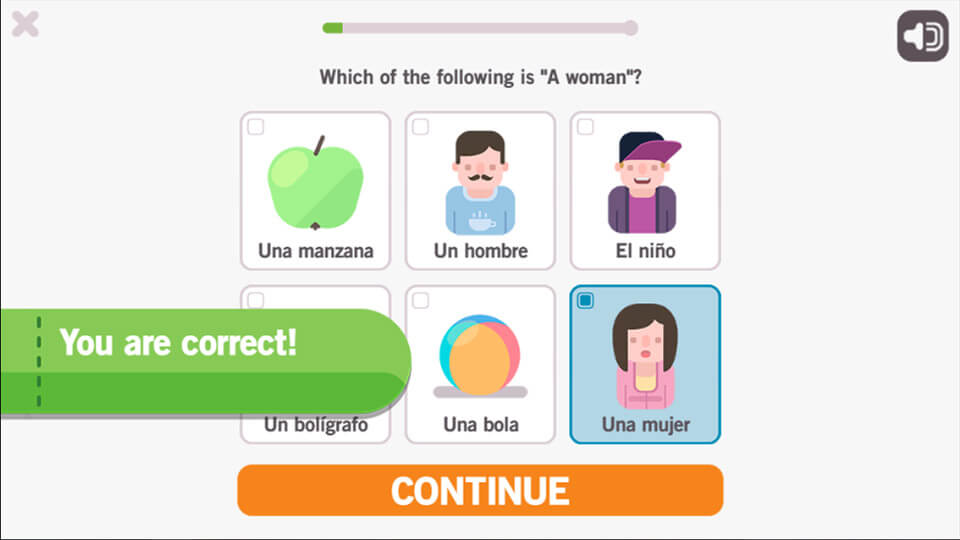 Which of the following is "A woman"?
Una manzana
Un hombre
El niño
You are correct!
Un bolígrafo
Una bola
Una mujer
CONTINUE